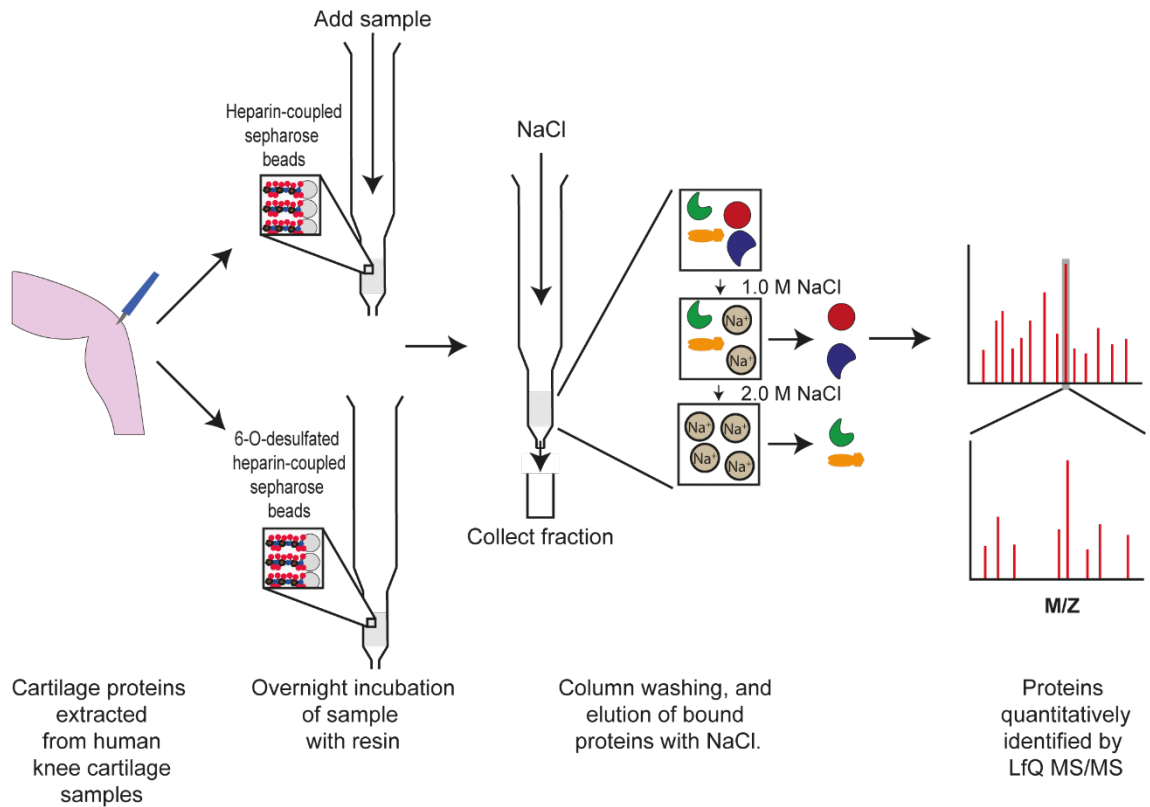 Add sample
Heparin-coupled
sepharose
beads
NaCl
1.0 M NaCl
Na⁺
Na⁺
2.0 M NaCl
Na⁺
Na⁺
Na⁺
Na⁺
6-O-desulfated
heparin-coupled
sepharose
beads
Collect fraction
M/Z
Cartilage proteins
extracted
from human
knee cartilage
samples
Overnight incubation
of sample
with resin
Column washing, and
elution of bound
proteins with NaCl.
Proteins
quantitatively
identified by
LfQ MS/MS